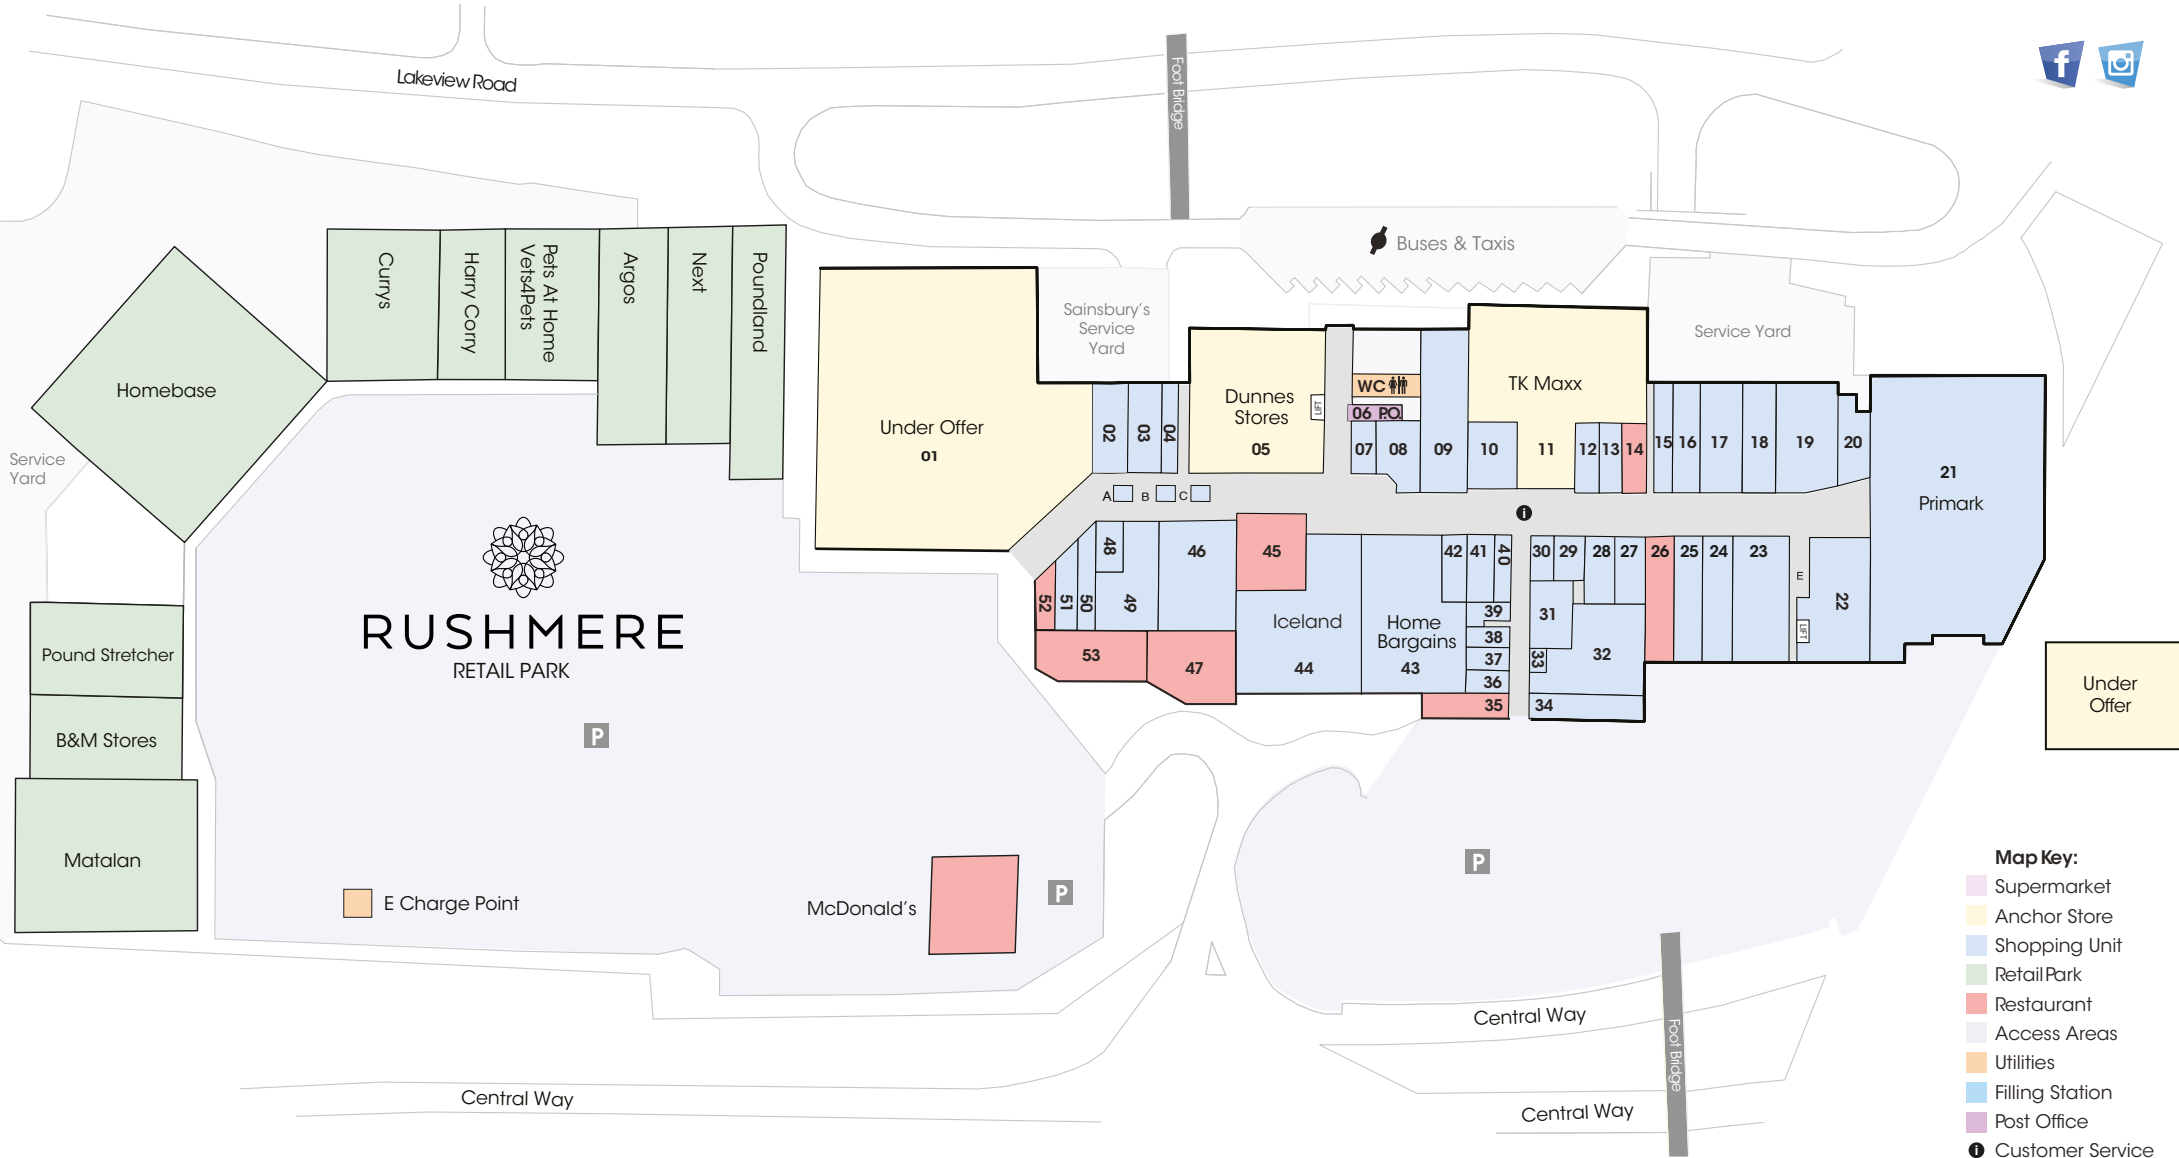 f
Lakeview Road
Foot Bridge
Buses & Taxis
Currys
Harry Corry
Pets At Home
Vets4Pets
Argos
Next
Poundland
Homebase
Service
Yard
Pound Stretcher
B&M Stores
Matalan
RUSHMERE
RETAIL PARK
P
E Charge Point
McDonald's
P
Under Offer
01
Sainsbury's
Service
Yard
02
03
04
Dunnes
Stores
05
LIFT
WC
06 P.O.
07
08
09
10
TK Maxx
11
12
13
14
Service Yard
15
16
17
18
19
20
21
Primark
A
B
C
i
22
E
LIFT
23
24
25
26
27
28
29
30
31
32
33
34
35
36
37
38
39
40
41
42
Home
Bargains
43
Iceland
44
45
46
47
48
49
50
51
52
53
Under
Offer
P
Central Way
Central Way
Central Way
Foot Bridge
Map Key:
Supermarket
Anchor Store
Shopping Unit
Retail Park
Restaurant
Access Areas
Utilities
Filling Station
Post Office
i Customer Service